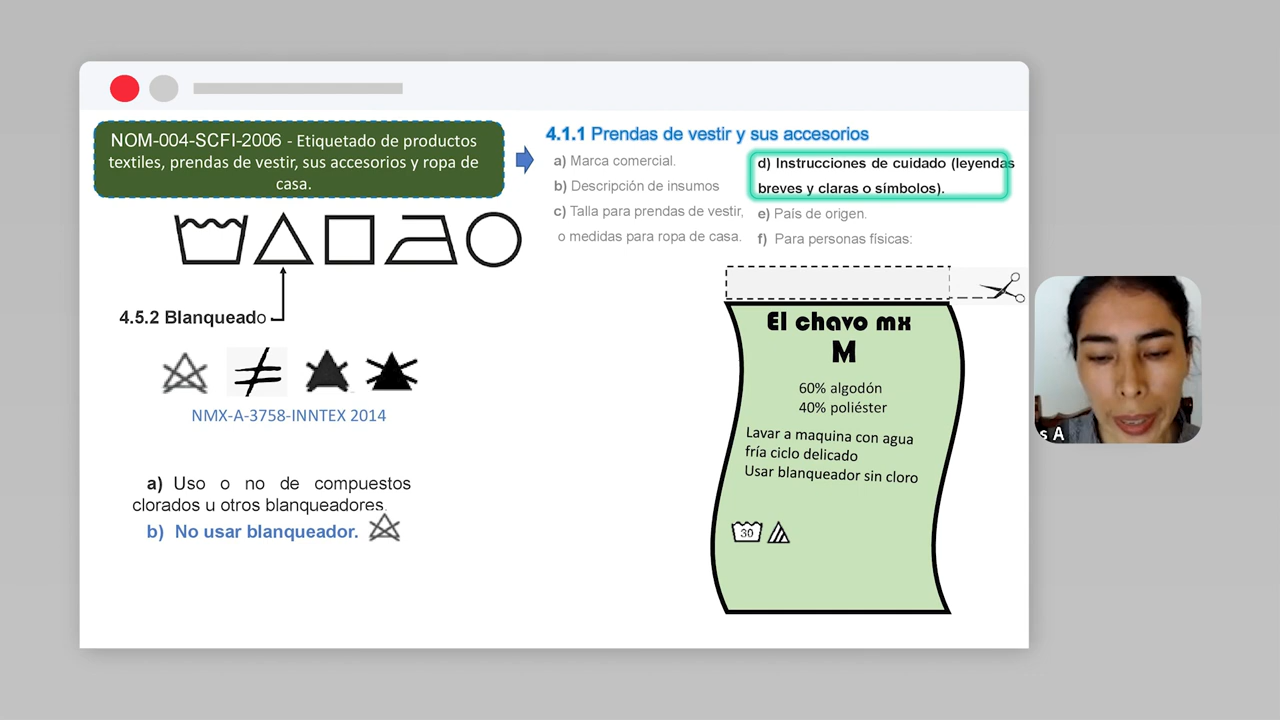 NOM-004-SCFI-2006 - Etiquetado de productos
textiles, prendas de vestir, sus accesorios y ropa de
casa.
4.5.2 Blanqueado
NMX-A-3758-INNTEX 2014
a) Uso o no de compuestos
clorados u otros blanqueadores.
b) No usar blanqueador.
4.1.1 Prendas de vestir y sus accesorios
a) Marca comercial.
b) Descripción de insumos
c) Talla para prendas de vestir,
o medidas para ropa de casa.
d) Instrucciones de cuidado (leyendas
breves y claras o símbolos).
e) País de origen.
f) Para personas físicas:
El chavo mx
M
60% algodón
40% poliéster
Lavar a maquina con agua
fría ciclo delicado
Usar blanqueador sin cloro
30
s A